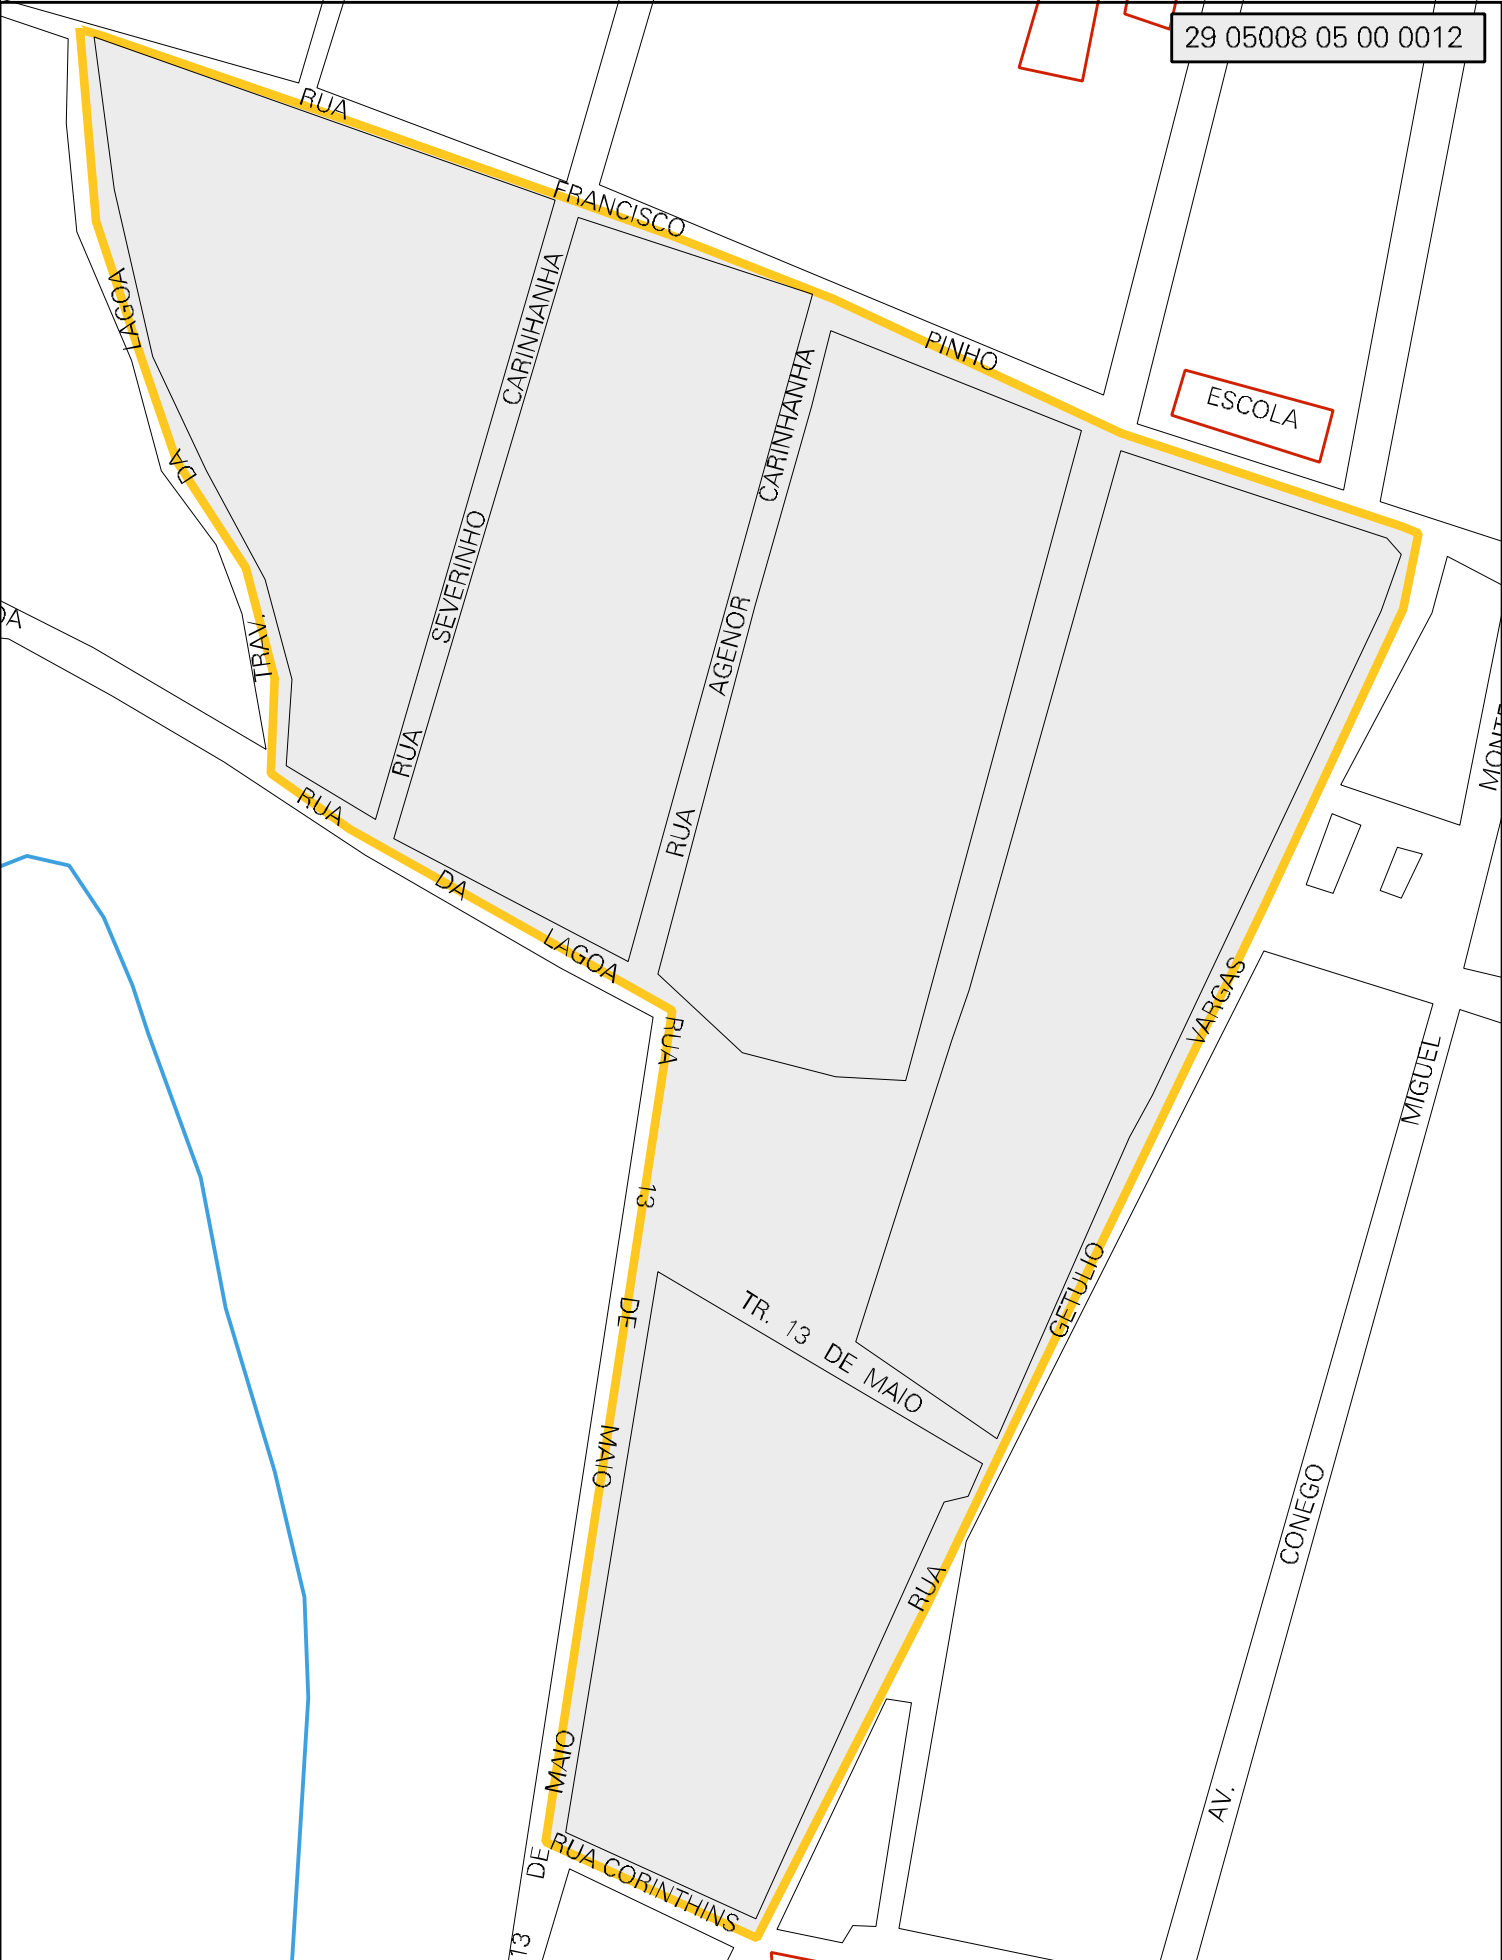 29 05008 05 00 0012
RUA FRANCISCO PINHO
ESCOLA
TRAV. DA LAGOA
RUA SEVERINHO CARINHANHA
RUA AGENOR CARINHANHA
RUA DA LAGOA
DA
RUA 13 DE MAIO
TR. 13 DE MAIO
RUA GETULIO VARGAS
AV. CONEGO MIGUEL MONTE
13 DE MAIO
RUA CORINTHINS